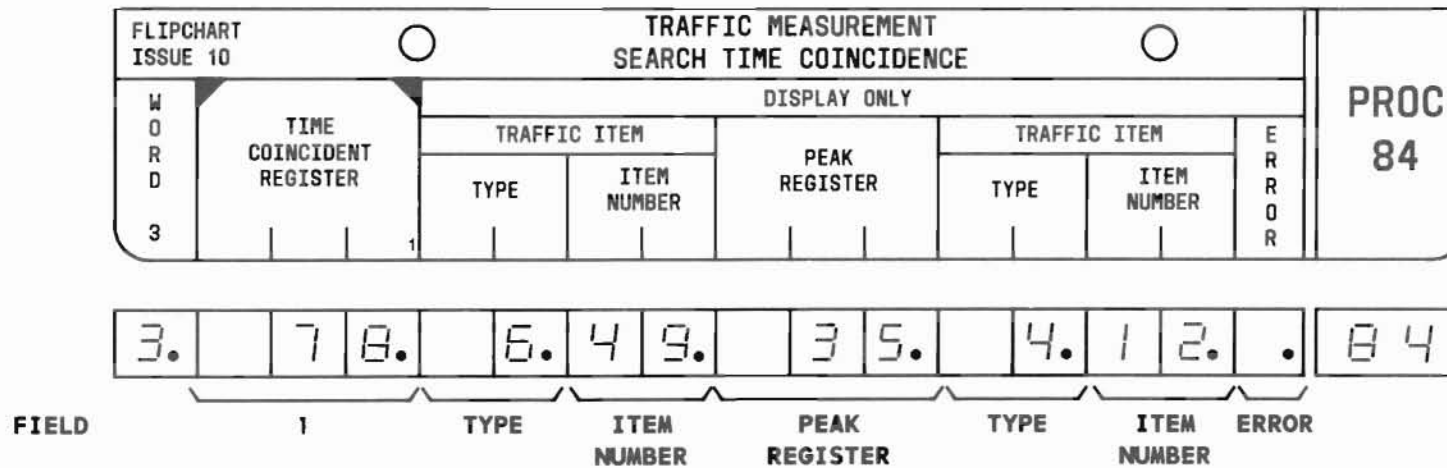 FLIPCHART
ISSUE 10
TRAFFIC MEASUREMENT
SEARCH TIME COINCIDENCE
PROC
84
WORD 3
TIME
COINCIDENT
REGISTER
1
DISPLAY ONLY
TRAFFIC ITEM
TYPE
ITEM
NUMBER
PEAK
REGISTER
TRAFFIC ITEM
TYPE
ITEM
NUMBER
ERROR
3. 78. 6. 49. 35. 4. 12. . 84
FIELD 1 TYPE ITEM PEAK TYPE ITEM ERROR
NUMBER REGISTER NUMBER